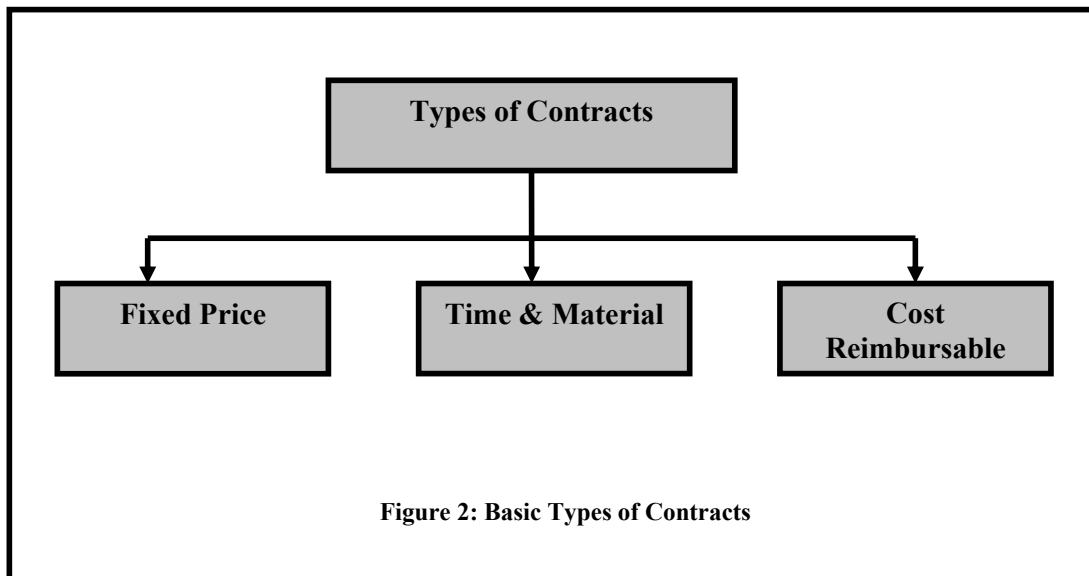 Types of Contracts
Fixed Price
Time & Material
Cost
Reimbursable
Figure 2: Basic Types of Contracts